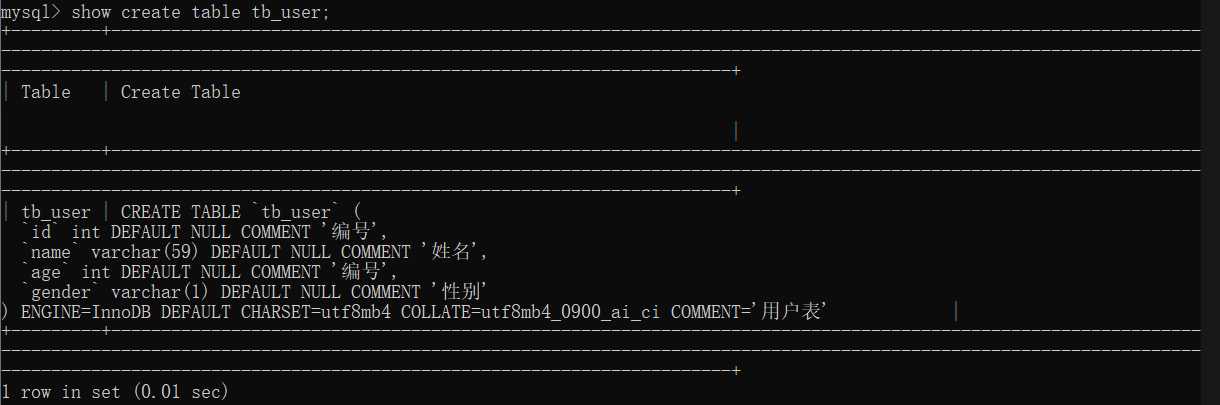 mysql> show create table tb_user;
+---------+-------------------------------------------------------------------------------------------------------------
------------------------------------------------------------------------------------------------------------------------
-------------------------------------------------------------------------+
| Table   | Create Table
                                                                         |
+---------+-------------------------------------------------------------------------------------------------------------
------------------------------------------------------------------------------------------------------------------------
-------------------------------------------------------------------------+
| tb_user | CREATE TABLE `tb_user` (
  `id` int DEFAULT NULL COMMENT '编号',
  `name` varchar(59) DEFAULT NULL COMMENT '姓名',
  `age` int DEFAULT NULL COMMENT '编号',
  `gender` varchar(1) DEFAULT NULL COMMENT '性别'
) ENGINE=InnoDB DEFAULT CHARSET=utf8mb4 COLLATE=utf8mb4_0900_ai_ci COMMENT='用户表'             |
+---------+-------------------------------------------------------------------------------------------------------------
------------------------------------------------------------------------------------------------------------------------
-------------------------------------------------------------------------+
1 row in set (0.01 sec)